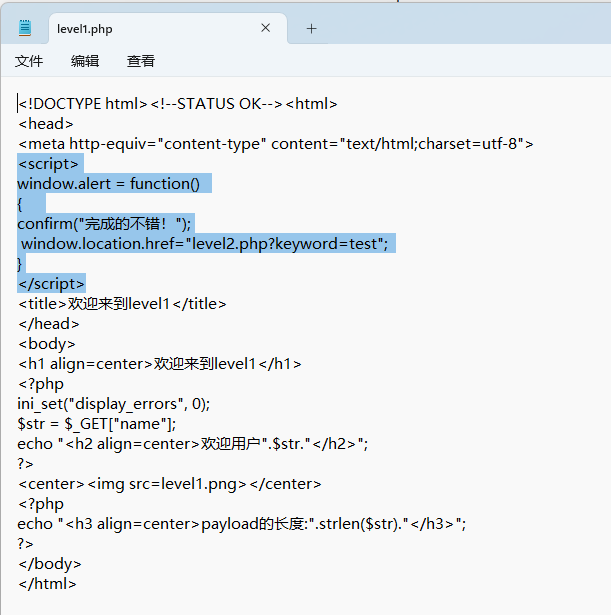 level1.php
文件 编辑 查看
<!DOCTYPE html><!--STATUS OK--><html>
<head>
<meta http-equiv="content-type" content="text/html;charset=utf-8">
<script>
window.alert = function()
{
confirm("完成的不错！");
 window.location.href="level2.php?keyword=test";
}
</script>
<title>欢迎来到level1</title>
</head>
<body>
<h1 align=center>欢迎来到level1</h1>
<?php
ini_set("display_errors", 0);
$str = $_GET["name"];
echo "<h2 align=center>欢迎用户".$str."</h2>";
?>
<center><img src=level1.png></center>
<?php
echo "<h3 align=center>payload的长度:".strlen($str)."</h3>";
?>
</body>
</html>